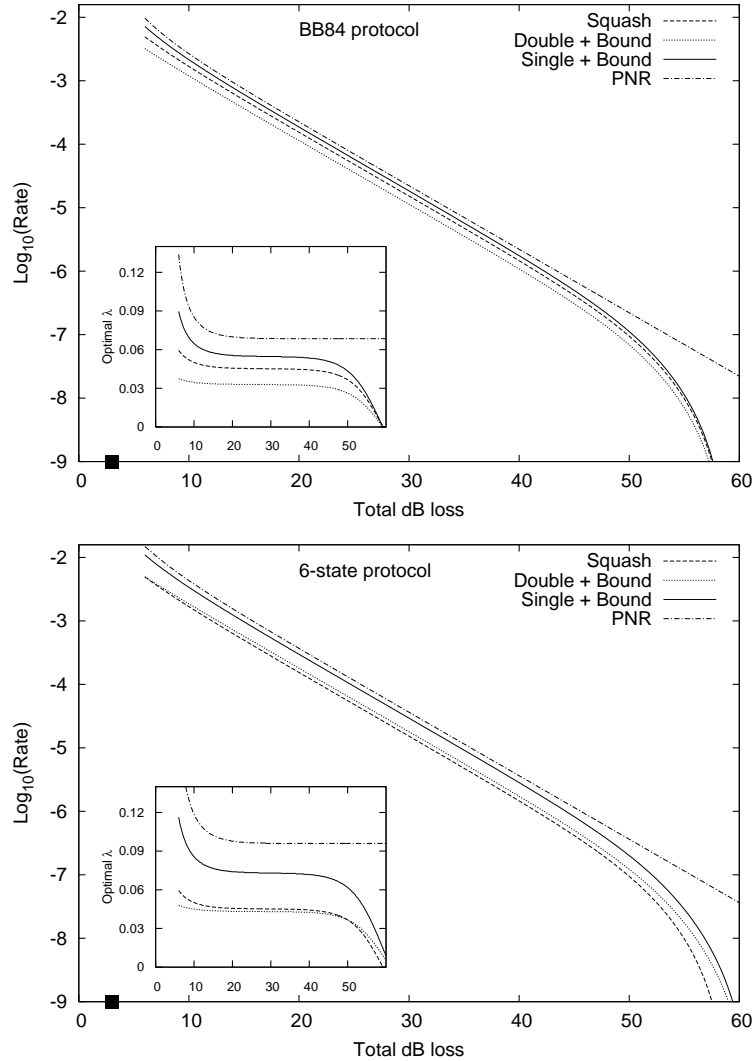 BB84 protocol
Squash
Double + Bound
Single + Bound
PNR
-2
-3
-4
-5
-6
-7
-8
-9
Log10(Rate)
0 10 20 30 40 50 60
Total dB loss
0.12
0.09
0.06
0.03
0
Optimal λ
0 10 20 30 40 50
6-state protocol
Squash
Double + Bound
Single + Bound
PNR
-2
-3
-4
-5
-6
-7
-8
-9
Log10(Rate)
0 10 20 30 40 50 60
Total dB loss
0.12
0.09
0.06
0.03
0
Optimal λ
0 10 20 30 40 50